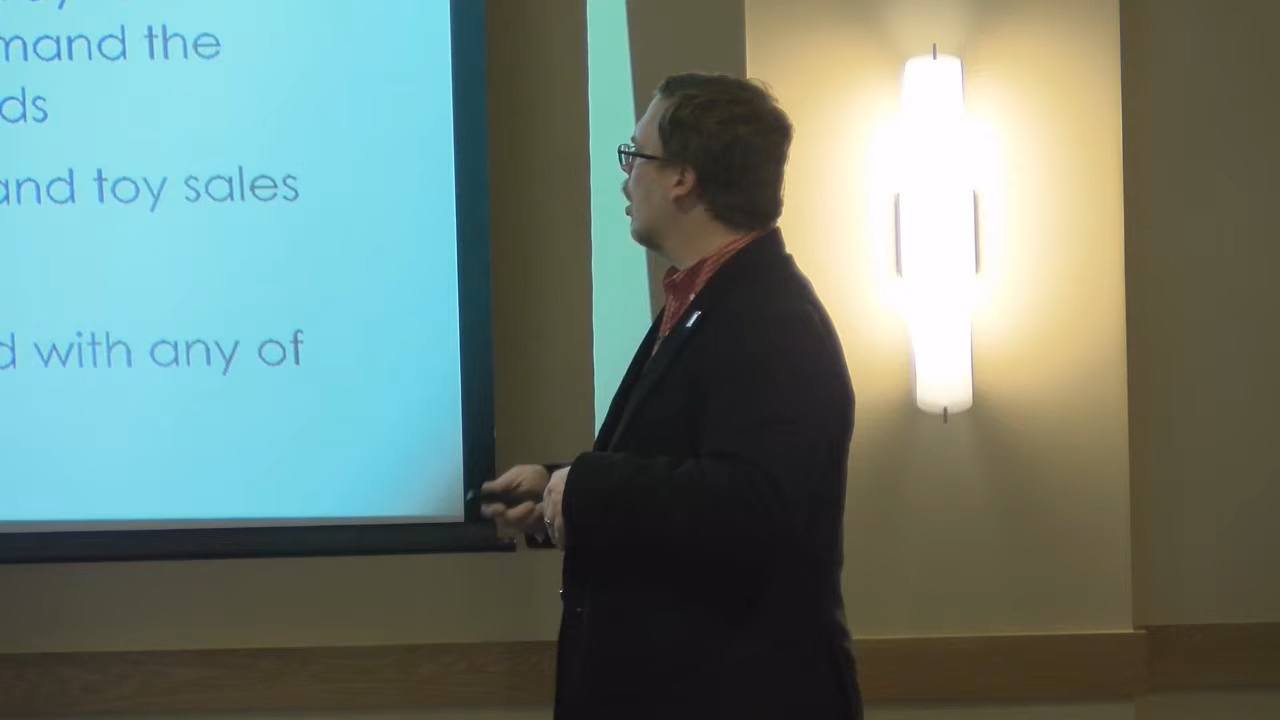 mand the
ds
and toy sales
d with any of